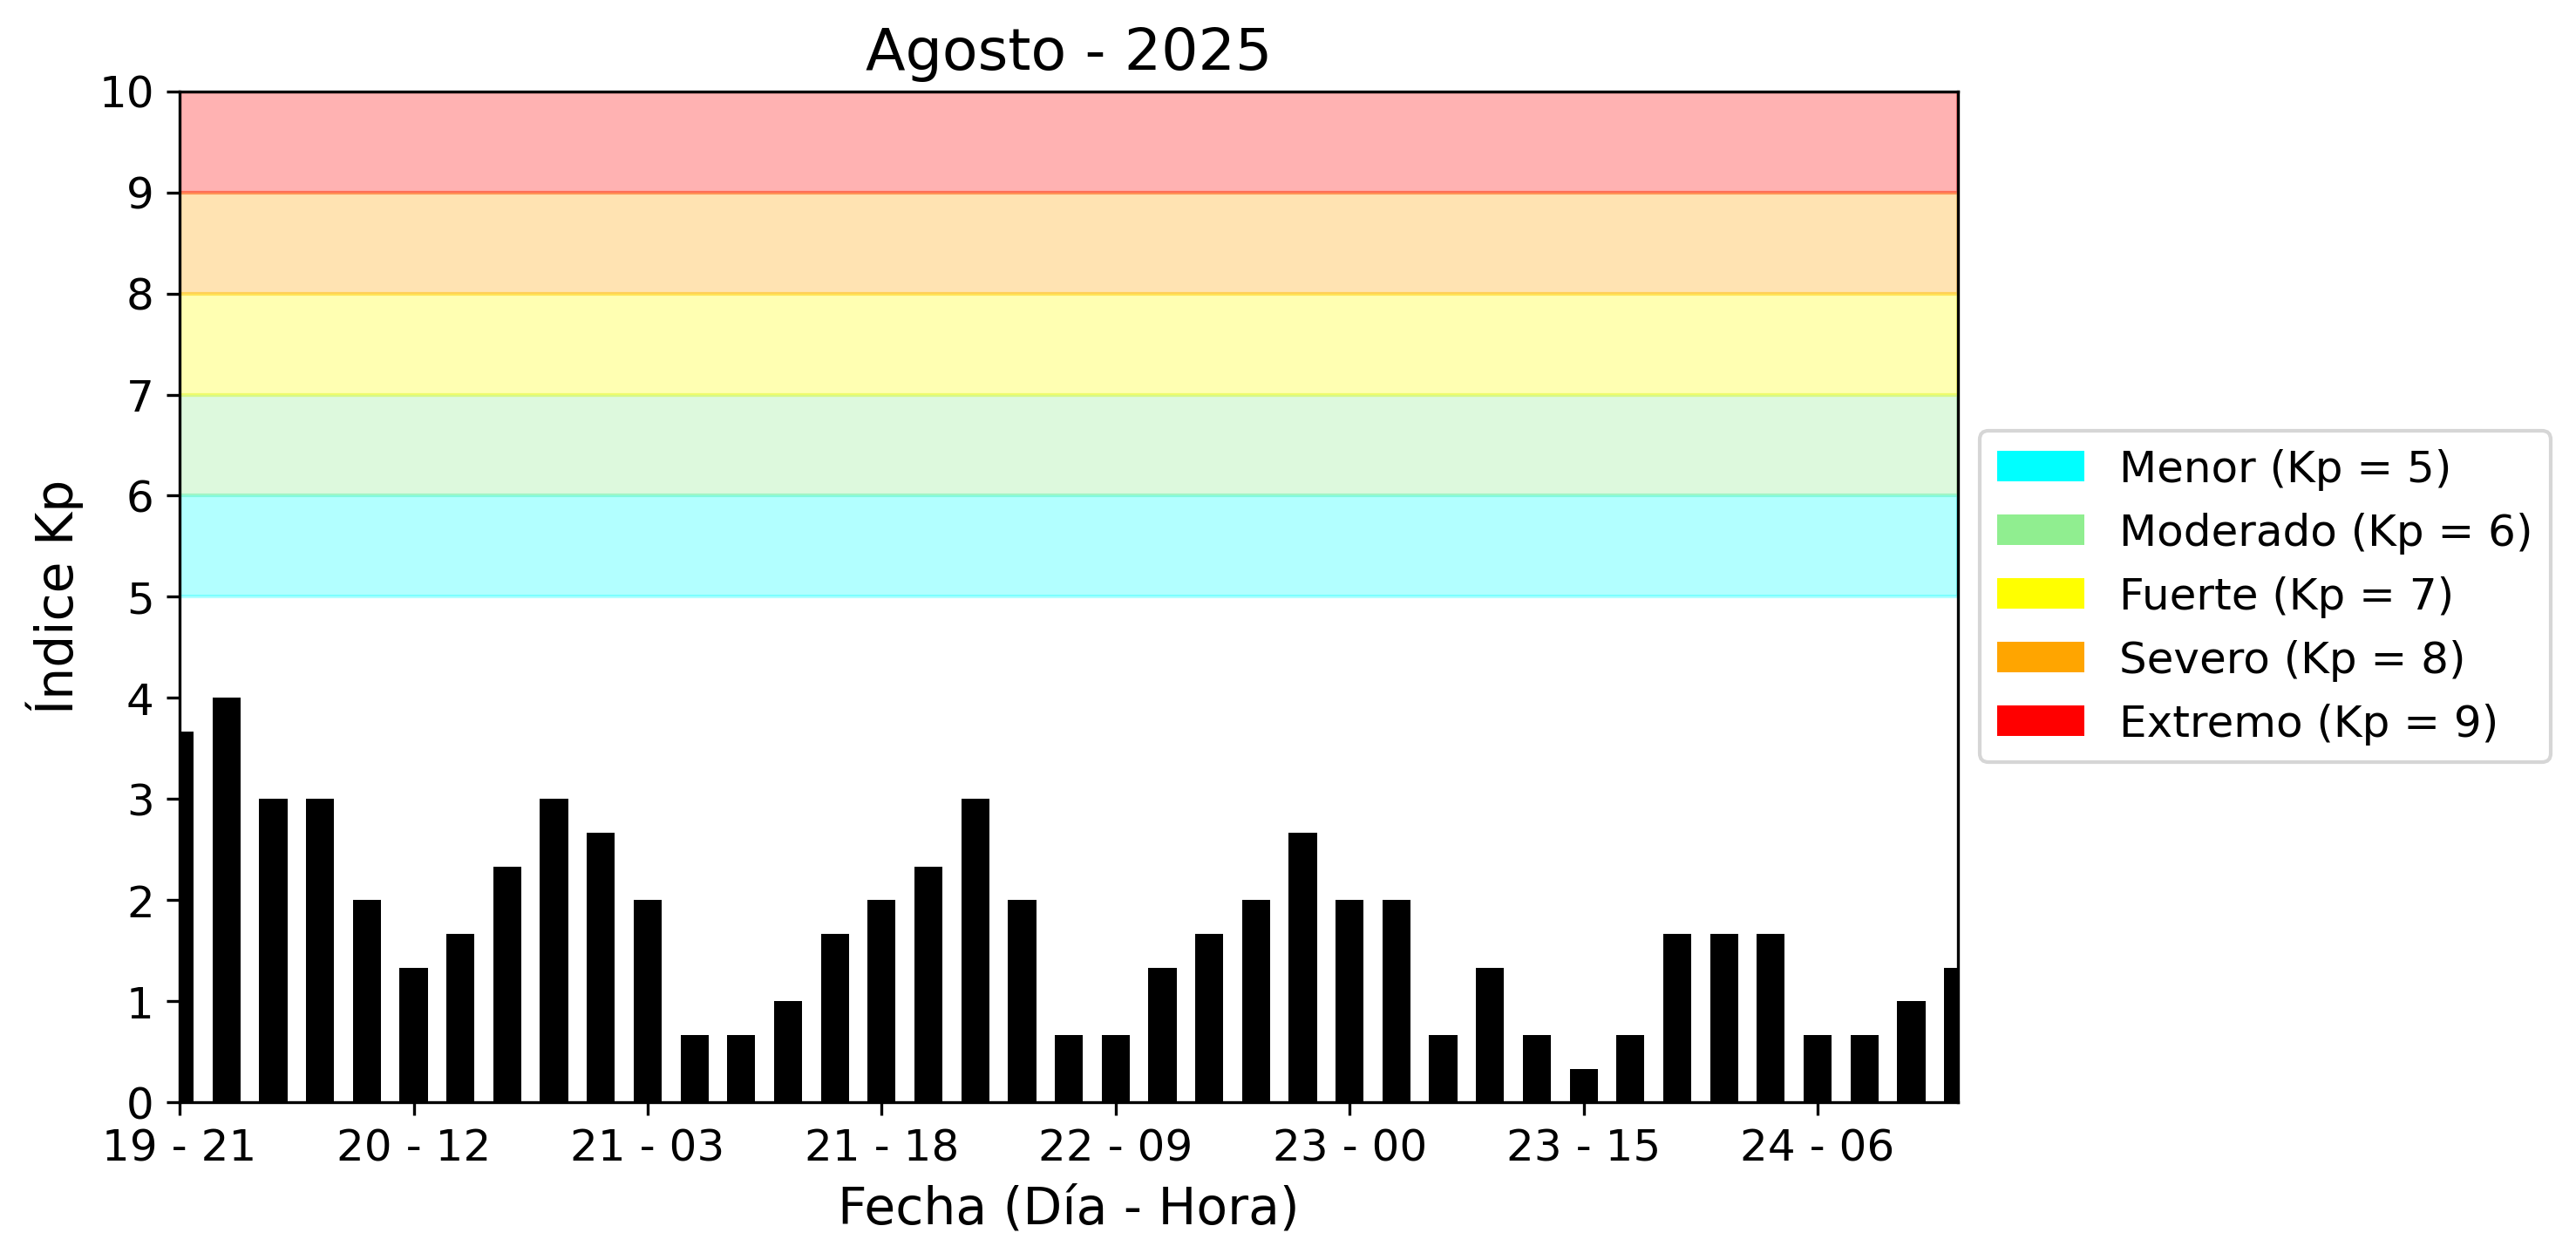 Agosto - 2025
10
9
8
7
6
5
4
3
2
1
0
Índice Kp
19 - 21
20 - 12
21 - 03
21 - 18
22 - 09
23 - 00
23 - 15
24 - 06
Fecha (Día - Hora)
Menor (Kp = 5)
Moderado (Kp = 6)
Fuerte (Kp = 7)
Severo (Kp = 8)
Extremo (Kp = 9)